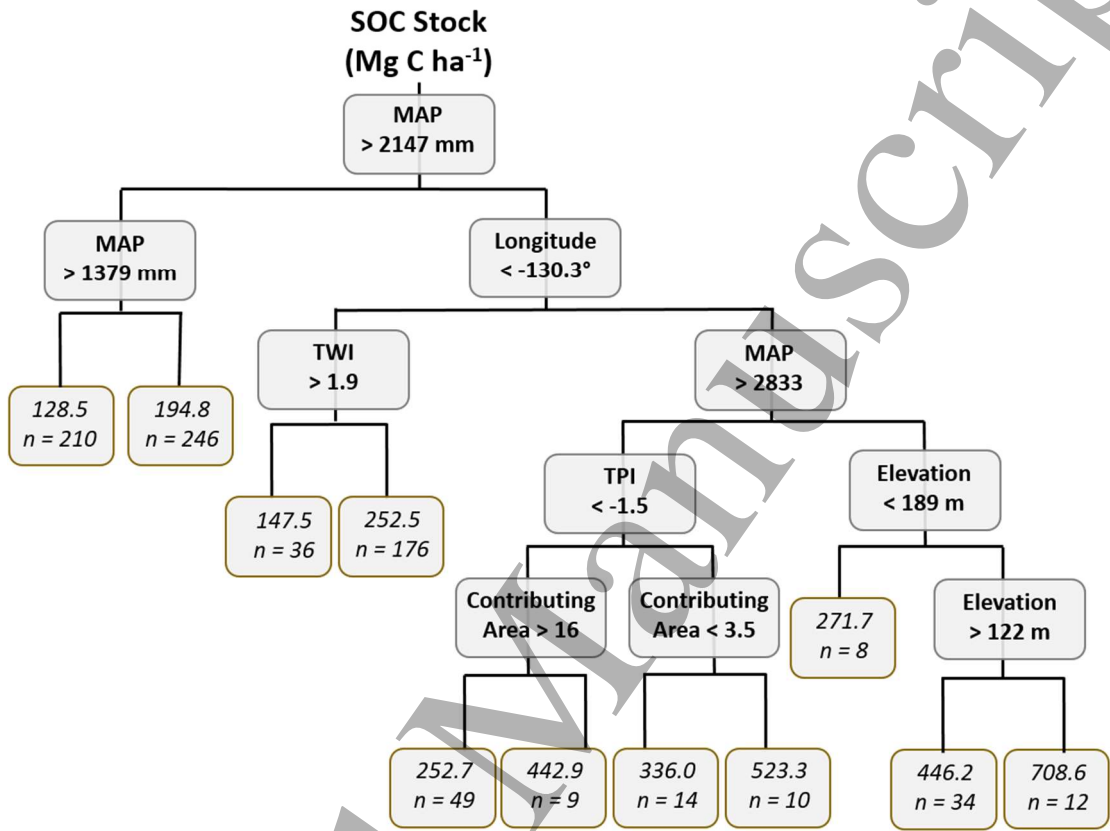 SOC Stock
(Mg C ha-1)
MAP
> 2147 mm
MAP
> 1379 mm
Longitude
< -130.3°
TWI
> 1.9
MAP
> 2833
128.5
n = 210
194.8
n = 246
TPI
< -1.5
Elevation
< 189 m
147.5
n = 36
252.5
n = 176
Contributing
Area > 16
Contributing
Area < 3.5
271.7
n = 8
Elevation
> 122 m
252.7
n = 49
442.9
n = 9
336.0
n = 14
523.3
n = 10
446.2
n = 34
708.6
n = 12
Manuscrip